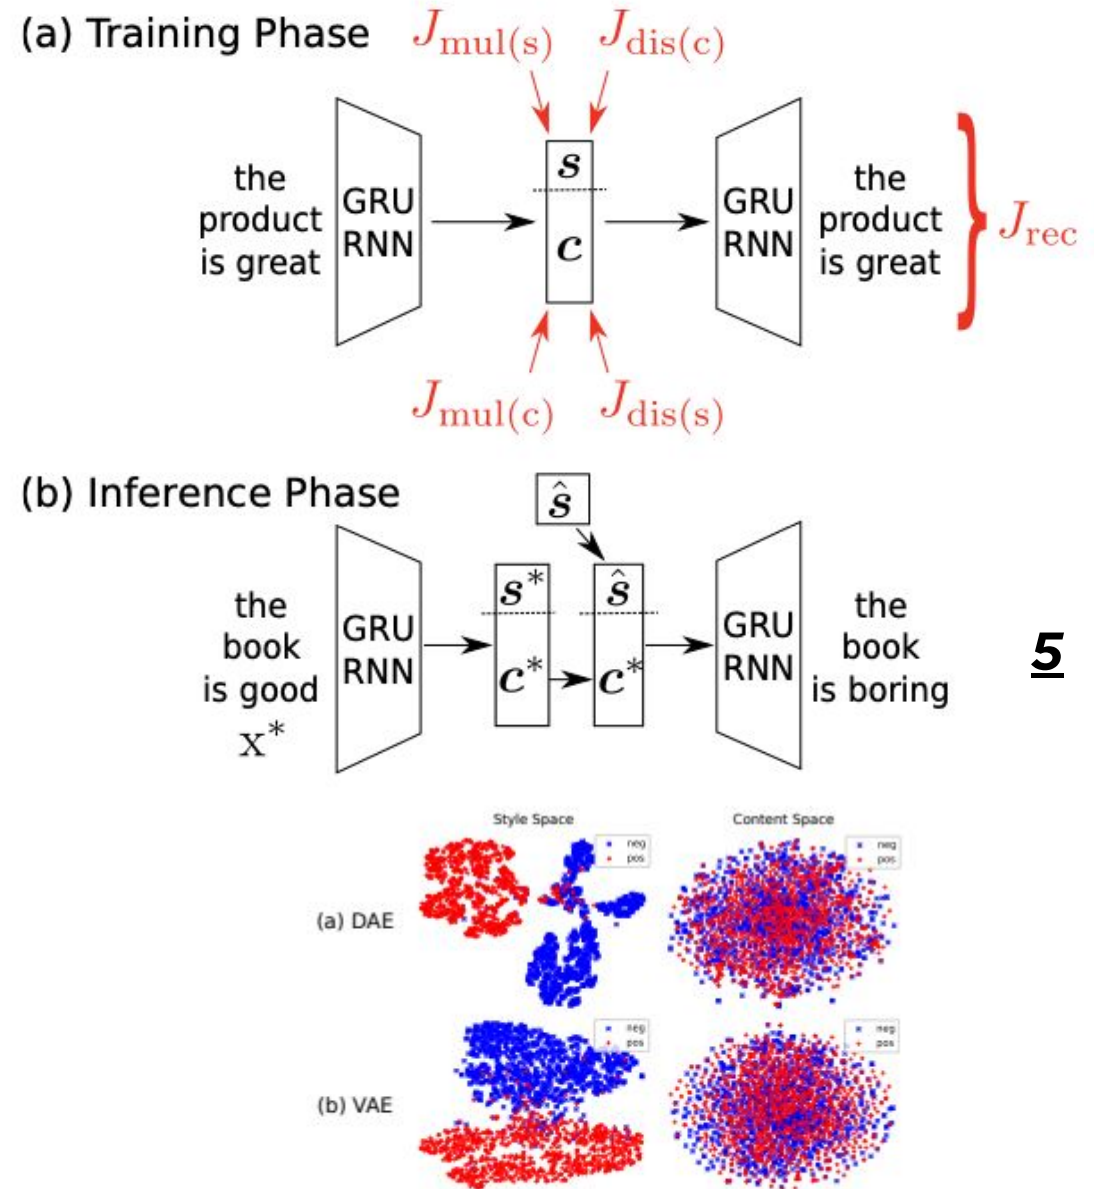 (a) Training Phase
J_mul(s) J_dis(c)
the
product
is great
GRU
RNN
s
c
GRU
RNN
the
product
is great
J_rec
J_mul(c) J_dis(s)
(b) Inference Phase
ŝ
the
book
is good
x*
GRU
RNN
s*
c*
ŝ
c*
GRU
RNN
the
book
is boring
5
Style Space
Content Space
(a) DAE
neg
pos
neg
pos
(b) VAE
neg
pos
neg
pos